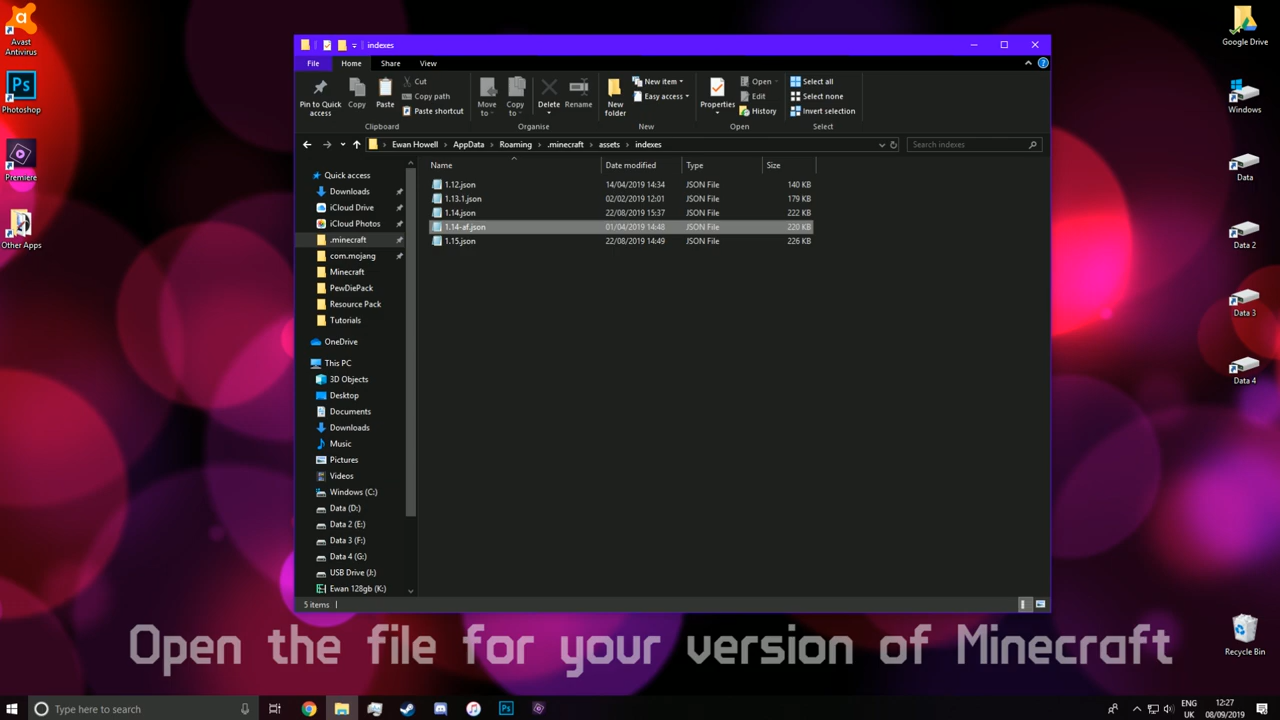 Avast
Antivirus
Photoshop
Premiere
Other Apps
indexes
File
Home
Share
View
Pin to Quick
access
Copy
Paste
Cut
Copy path
Paste shortcut
Clipboard
Move
to
Copy
to
Delete
Rename
Organise
New
folder
New item
Easy access
New
Properties
Open
Edit
History
Open
Select all
Select none
Invert selection
Select
Ewan Howell > AppData > Roaming > .minecraft > assets > indexes
Search indexes
Name
Date modified
Type
Size
1.12.json 14/04/2019 14:34 JSON File 140 KB
1.13.1.json 02/02/2019 12:01 JSON File 179 KB
1.14.json 22/08/2019 15:37 JSON File 222 KB
1.14-af.json 01/04/2019 14:48 JSON File 220 KB
1.15.json 22/08/2019 14:49 JSON File 226 KB
Quick access
Downloads
iCloud Drive
iCloud Photos
.minecraft
com.mojang
Minecraft
PewDiePack
Resource Pack
Tutorials
OneDrive
This PC
3D Objects
Desktop
Documents
Downloads
Music
Pictures
Videos
Windows (C:)
Data (D:)
Data 2 (E:)
Data 3 (F:)
Data 4 (G:)
USB Drive (J:)
Ewan 128gb (K:)
5 items
Google Drive
Windows
Data
Data 2
Data 3
Data 4
Recycle Bin
Open the file for your version of Minecraft
Type here to search
Ps
ENG
UK
12:27
08/09/2019